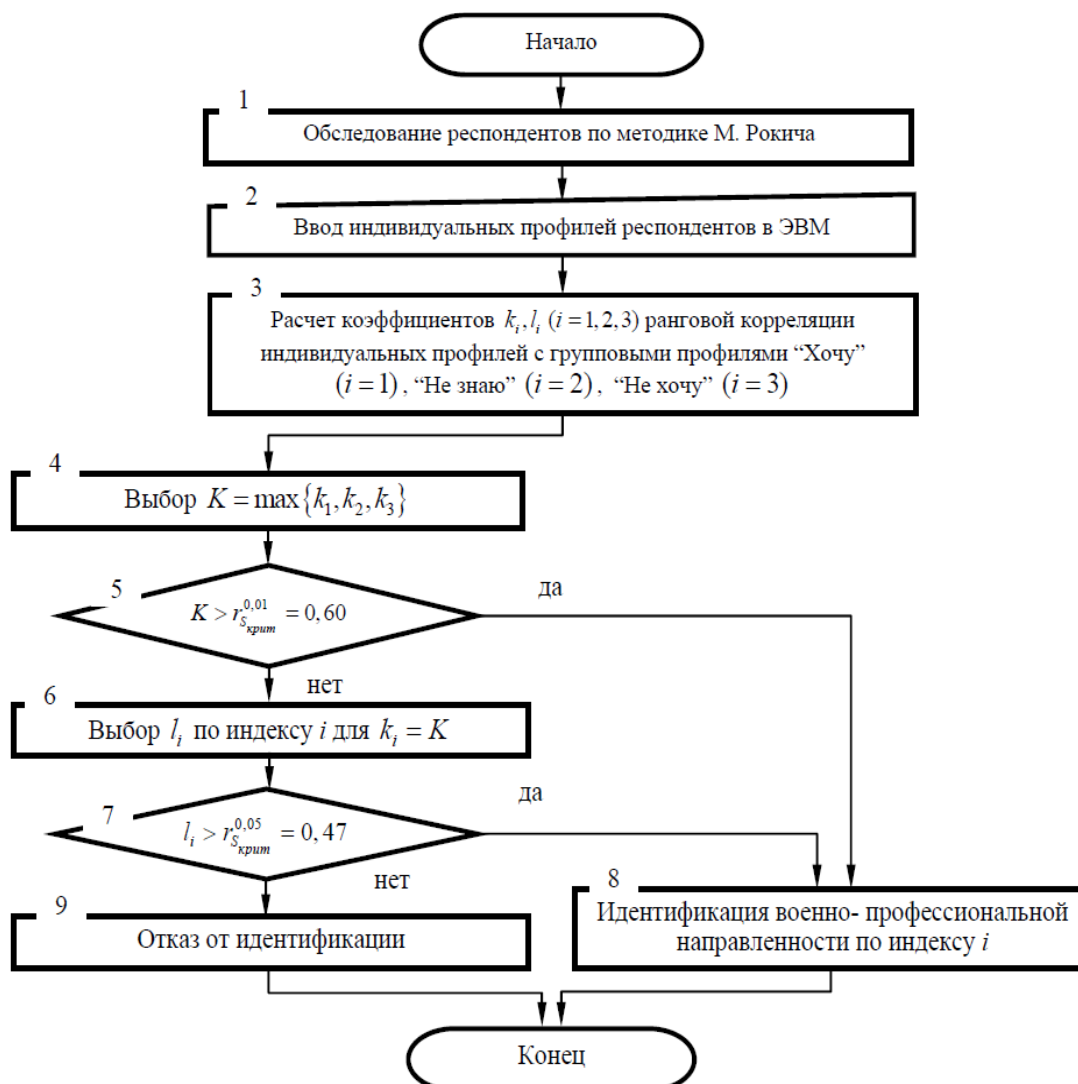 Начало
1
Обследование респондентов по методике М. Рокича
2
Ввод индивидуальных профилей респондентов в ЭВМ
3
Расчет коэффициентов k_i, l_i (i = 1, 2, 3) ранговой корреляции
индивидуальных профилей с групповыми профилями “Хочу”
(i = 1), “Не знаю” (i = 2), “Не хочу” (i = 3)
4
Выбор K = max{k_1, k_2, k_3}
5
K > r_{S_{крит}}^{0,01} = 0,60
да
нет
6
Выбор l_i по индексу i для k_i = K
7
l_i > r_{S_{крит}}^{0,05} = 0,47
да
нет
8
Идентификация военно- профессиональной
направленности по индексу i
9
Отказ от идентификации
Конец